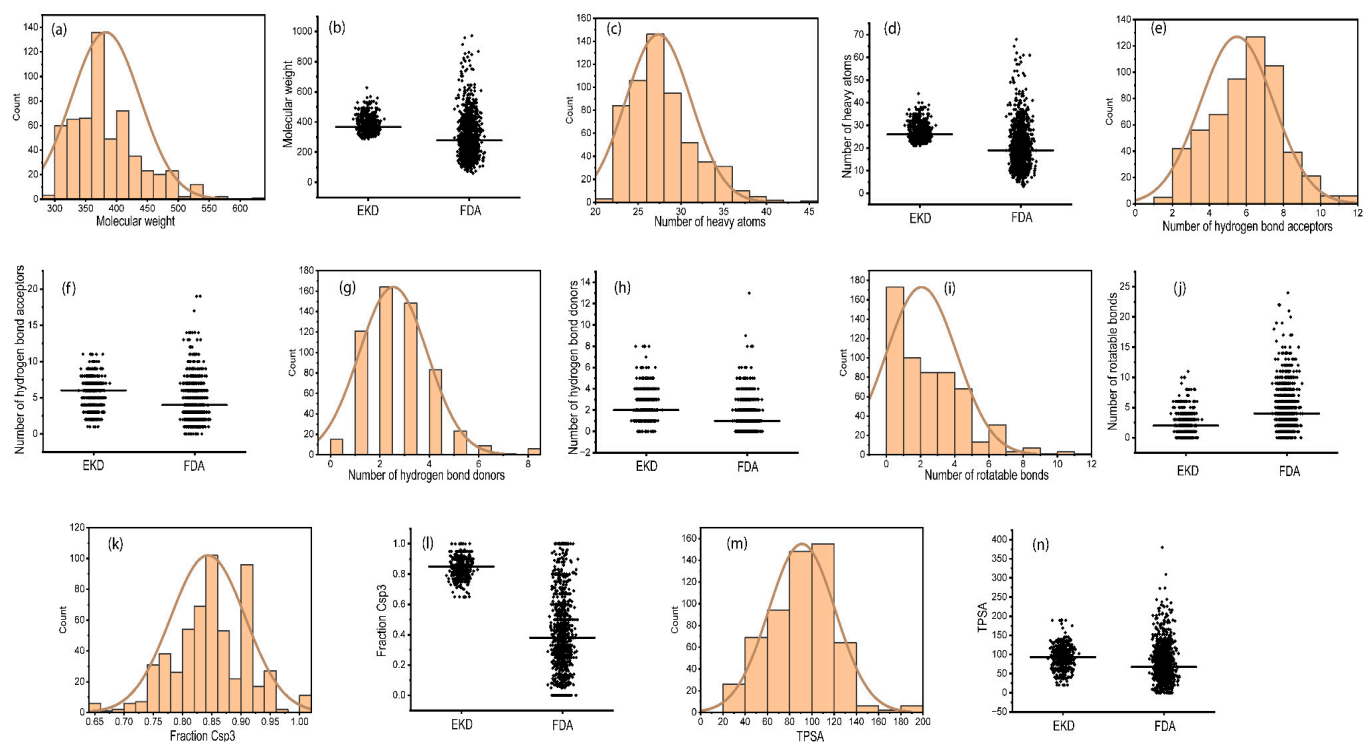 (a)
Count
140
120
100
80
60
40
20
0
300 350 400 450 500 550 600
Molecular weight
(b)
Molecular weight
1000
800
600
400
200
0
EKD FDA
(c)
Count
160
140
120
100
80
60
40
20
0
20 25 30 35 40 45
Number of heavy atoms
(d)
Number of heavy atoms
70
60
50
40
30
20
10
0
EKD FDA
(e)
Count
140
120
100
80
60
40
20
0
0 2 4 6 8 10 12
Number of hydrogen bond acceptors
(f)
Number of hydrogen bond acceptors
20
15
10
5
0
EKD FDA
(g)
Count
180
160
140
120
100
80
60
40
20
0
0 2 4 6 8
Number of hydrogen bond donors
(h)
Number of hydrogen bond donors
14
12
10
8
6
4
2
0
−2
EKD FDA
(i)
Count
180
160
140
120
100
80
60
40
20
0
0 2 4 6 8 10 12
Number of rotatable bonds
(j)
Number of rotatable bonds
25
20
15
10
5
0
EKD FDA
(k)
Count
120
100
80
60
40
20
0
0.65 0.70 0.75 0.80 0.85 0.90 0.95 1.00
Fraction Csp3
(l)
Fraction Csp3
1.0
0.8
0.6
0.4
0.2
0.0
EKD FDA
(m)
Count
160
140
120
100
80
60
40
20
0
0 20 40 60 80 100 120 140 160 180 200
TPSA
(n)
TPSA
400
350
300
250
200
150
100
50
0
−50
EKD FDA